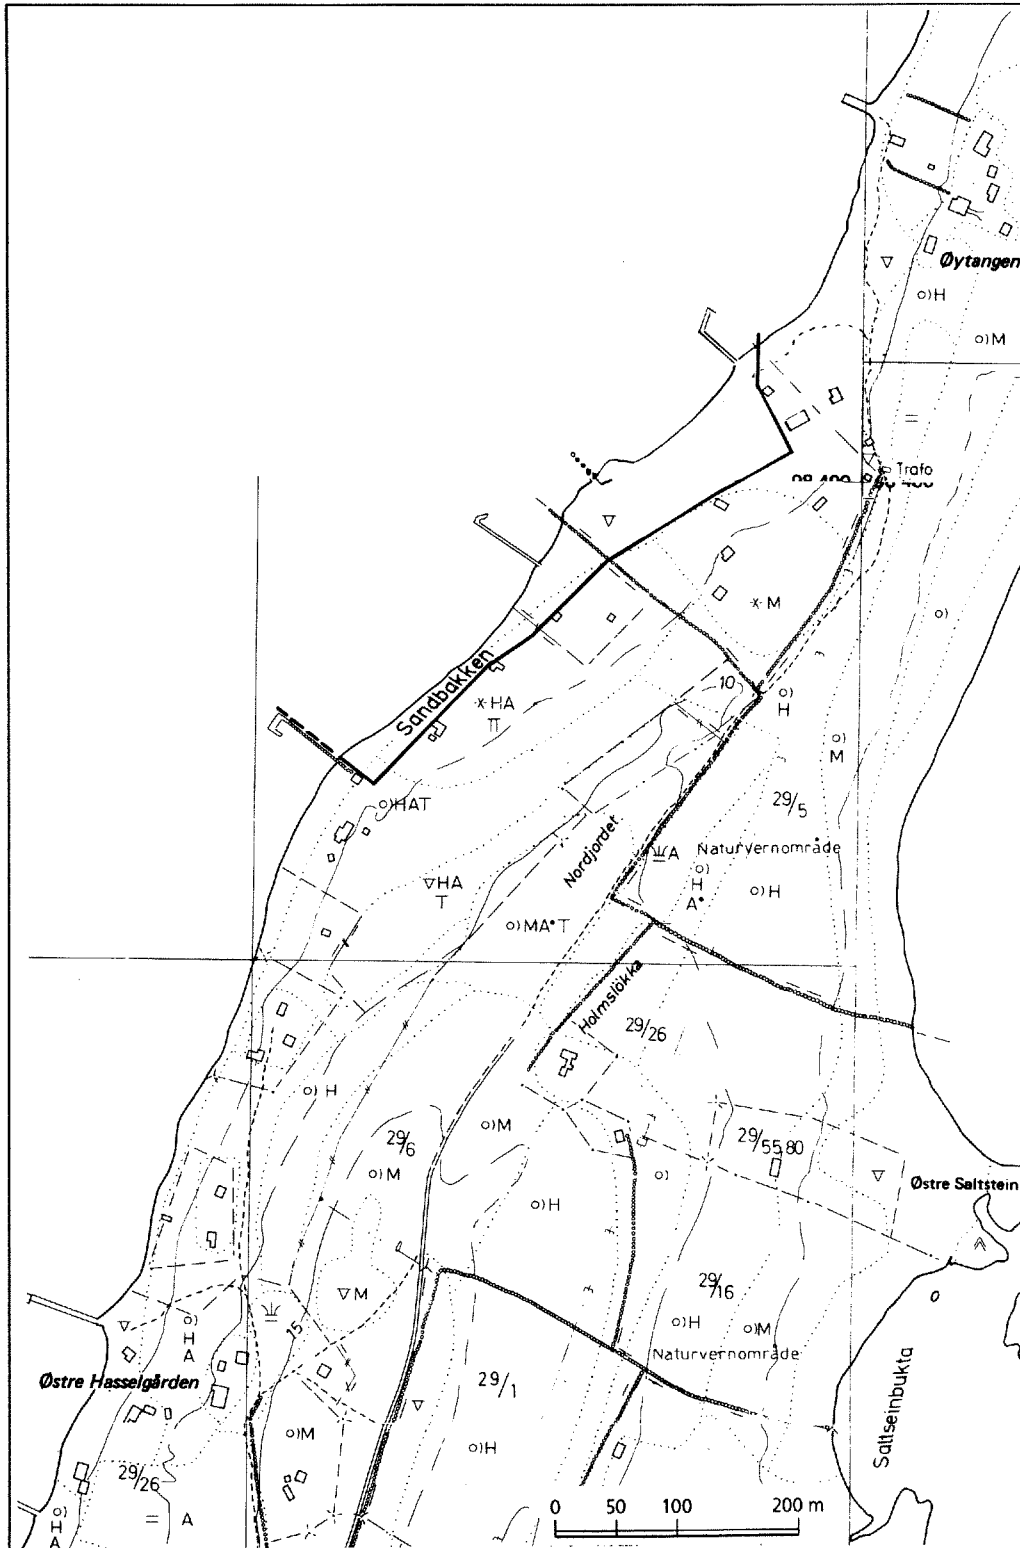 Øytangen
o) H
o) M
Trafo
M
o)
10
Sandbakken
HA
o)
H
o)
M
o) HAT
29/5
Nordjordet
A
Naturvernområde
HA
T
o)
H
A
o) H
o) MA T
Holmsløkka
29/26
o) H
29/6
o) M
29/55,80
o) M
o)
o) H
Østre Saltstein
29/16
M
15
o)
H
A
o) H
o) M
Naturvernområde
Østre Hasselgården
29/1
o) M
o) H
Saltseinbukta
29/26
o)
H
A
A
0 50 100 200 m